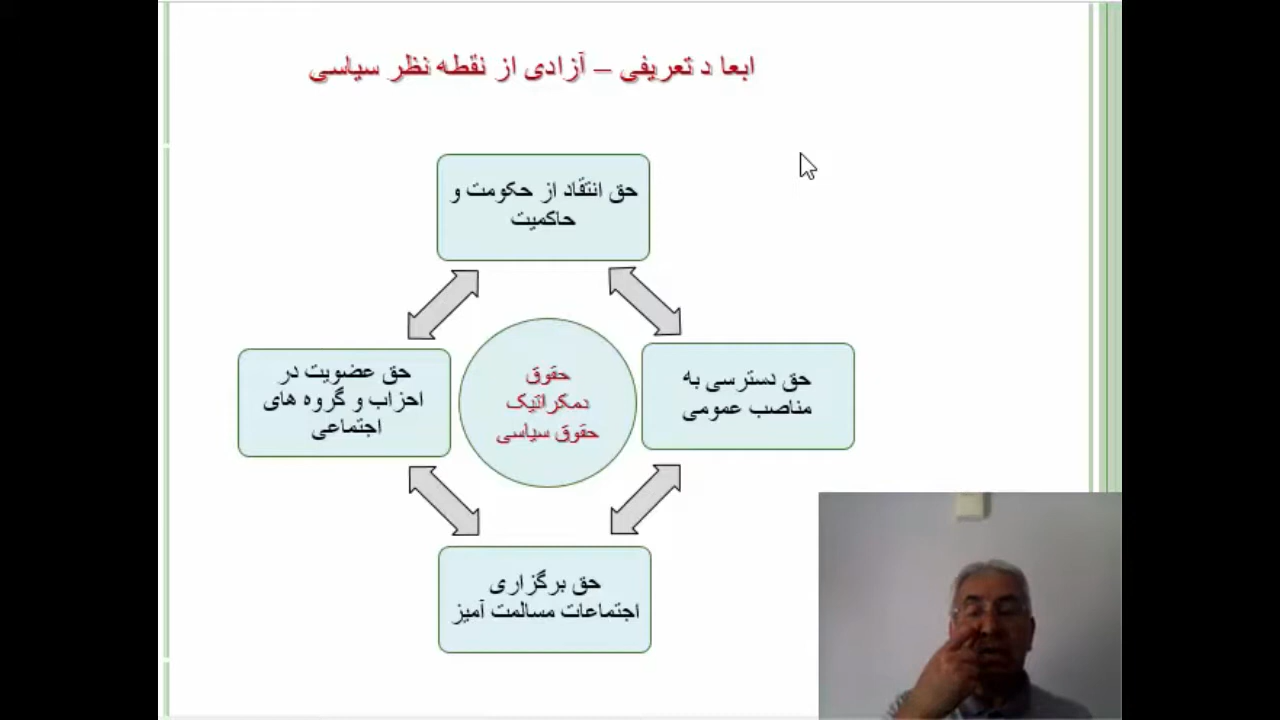 ابعا د تعریفی – آزادی از نقطه نظر سیاسی
حق انتقاد از حکومت و
حاکمیت
حق دسترسی به
مناصب عمومی
حقوق
دمکراتیک
حقوق سیاسی
حق عضویت در
احزاب و گروه های
اجتماعی
حق برگزاری
اجتماعات مسالمت آمیز